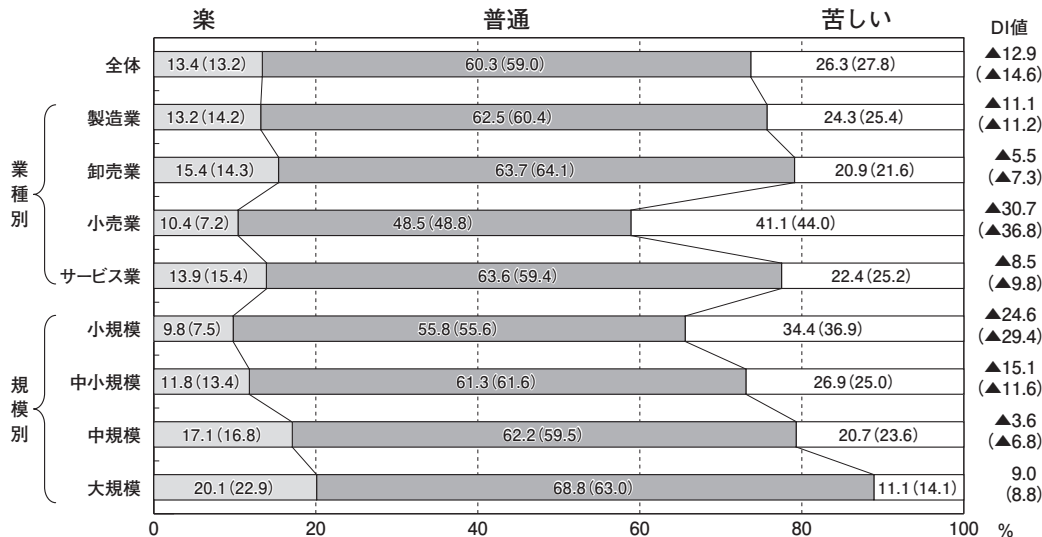 楽 普通 苦しい DI値
全体 13.4(13.2) 60.3(59.0) 26.3(27.8) ▲12.9
(▲14.6)
業種別
製造業 13.2(14.2) 62.5(60.4) 24.3(25.4) ▲11.1
(▲11.2)
卸売業 15.4(14.3) 63.7(64.1) 20.9(21.6) ▲5.5
(▲7.3)
小売業 10.4(7.2) 48.5(48.8) 41.1(44.0) ▲30.7
(▲36.8)
サービス業 13.9(15.4) 63.6(59.4) 22.4(25.2) ▲8.5
(▲9.8)
規模別
小規模 9.8(7.5) 55.8(55.6) 34.4(36.9) ▲24.6
(▲29.4)
中小規模 11.8(13.4) 61.3(61.6) 26.9(25.0) ▲15.1
(▲11.6)
中規模 17.1(16.8) 62.2(59.5) 20.7(23.6) ▲3.6
(▲6.8)
大規模 20.1(22.9) 68.8(63.0) 11.1(14.1) 9.0
(8.8)
0 20 40 60 80 100 %